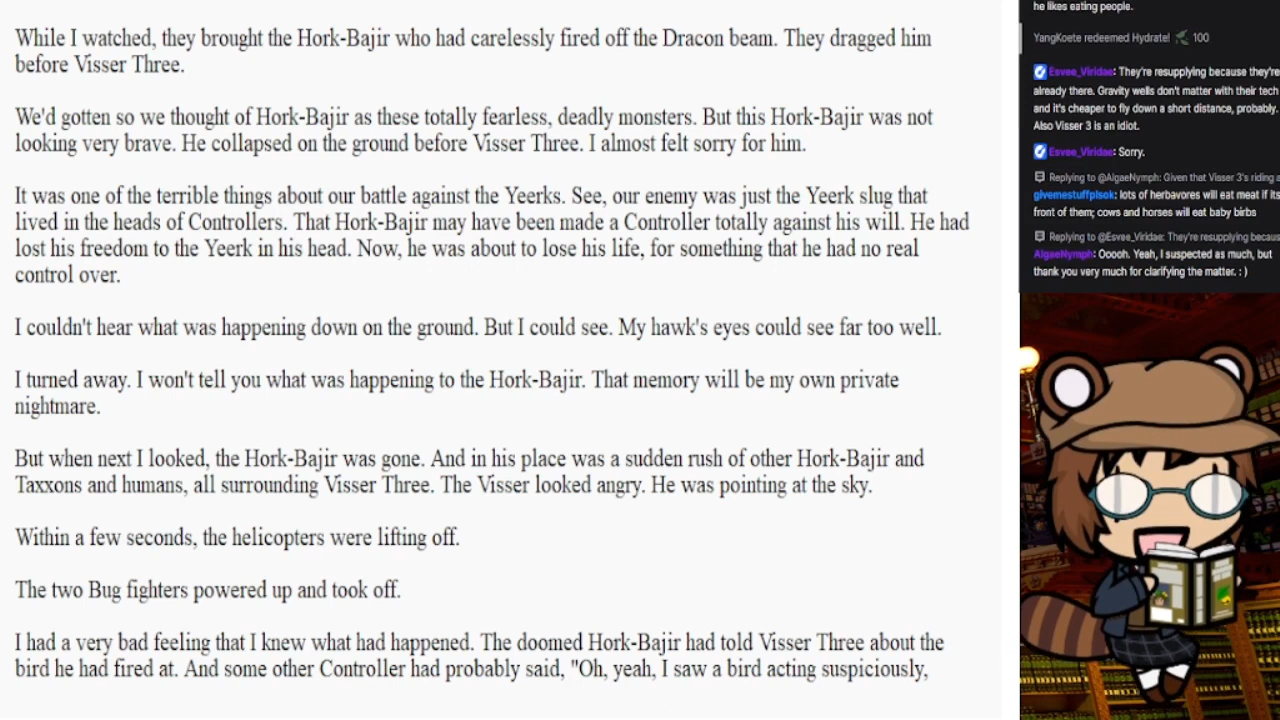 While I watched, they brought the Hork-Bajir who had carelessly fired off the Dracon beam. They dragged him
before Visser Three.
We'd gotten so we thought of Hork-Bajir as these totally fearless, deadly monsters. But this Hork-Bajir was not
looking very brave. He collapsed on the ground before Visser Three. I almost felt sorry for him.
It was one of the terrible things about our battle against the Yeerks. See, our enemy was just the Yeerk slug that
lived in the heads of Controllers. That Hork-Bajir may have been made a Controller totally against his will. He had
lost his freedom to the Yeerk in his head. Now, he was about to lose his life, for something that he had no real
control over.
I couldn't hear what was happening down on the ground. But I could see. My hawk's eyes could see far too well.
I turned away. I won't tell you what was happening to the Hork-Bajir. That memory will be my own private
nightmare.
But when next I looked, the Hork-Bajir was gone. And in his place was a sudden rush of other Hork-Bajir and
Taxxons and humans, all surrounding Visser Three. The Visser looked angry. He was pointing at the sky.
Within a few seconds, the helicopters were lifting off.
The two Bug fighters powered up and took off.
I had a very bad feeling that I knew what had happened. The doomed Hork-Bajir had told Visser Three about the
bird he had fired at. And some other Controller had probably said, "Oh, yeah, I saw a bird acting suspiciously,
he likes eating people.
YangKoete redeemed Hydrate! 100
Esvee_Viridae: They're resupplying because they're
already there. Gravity wells don't matter with their tech
and it's cheaper to fly down a short distance, probably.
Also Visser 3 is an idiot.
Esvee_Viridae: Sorry.
Replying to @AlgaeNymph: Given that Visser 3's riding a
givemestuffplsok: lots of herbavores will eat meat if its
front of them; cows and horses will eat baby birbs
Replying to @Esvee_Viridae: They're resupplying becaus
AlgaeNymph: Ooooh. Yeah, I suspected as much, but
thank you very much for clarifying the matter. : )